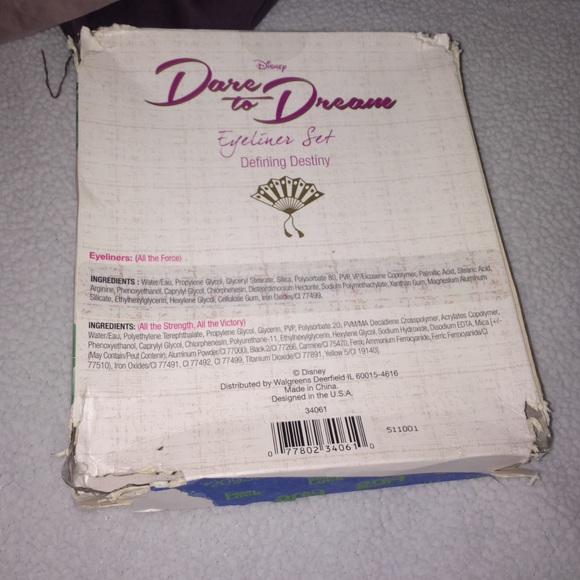 Disney
Dare
to Dream
Eyeliner Set
Defining Destiny
Eyeliners: (All the Force)
INGREDIENTS : Water/Eau, Propylene Glycol, Glyceryl Stearate, Silica, Polysorbate 80, PVP, VP/Eicosene Copolymer, Palmitic Acid, Stearic Acid,
Arginine, Phenoxyethanol, Caprylyl Glycol, Chlorphenesin, Disteardimonium Hectorite, Sodium Polymethacrylate, Xanthan Gum, Magnesium Aluminum
Silicate, Ethylhexylglycerin, Hexylene Glycol, Cellulose Gum, Iron Oxides/CI 77499.
INGREDIENTS: (All the Strength, All the Victory)
Water/Eau, Polyethylene Terephthalate, Propylene Glycol, Glycerin, PVP, Polysorbate 20, PVM/MA Decadiene Crosspolymer, Acrylates Copolymer,
Phenoxyethanol, Caprylyl Glycol, Chlorphenesin, Polyurethane-11, Ethylhexylglycerin, Hexylene Glycol, Sodium Hydroxide, Disodium EDTA, Mica [+/-
(May Contain/Peut Contenir): Aluminum Powder/CI 77000), Black 2/CI 77266, Carmine/CI 75470, Ferric Ammonium Ferrocyanide, Ferric Ferrocyanide/CI
77510), Iron Oxides/CI 77491, CI 77492, CI 77499, Titanium Dioxide/CI 77891, Yellow 5/CI 19140].
© Disney
Distributed by Walgreens Deerfield IL 60015-4616
Made in China.
Designed in the U.S.A.
34061
511001
0 77802 34061 0